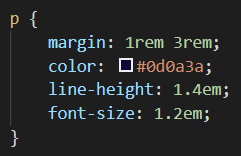 p {
    margin: 1rem 3rem;
    color: #0d0a3a;
    line-height: 1.4em;
    font-size: 1.2em;
}